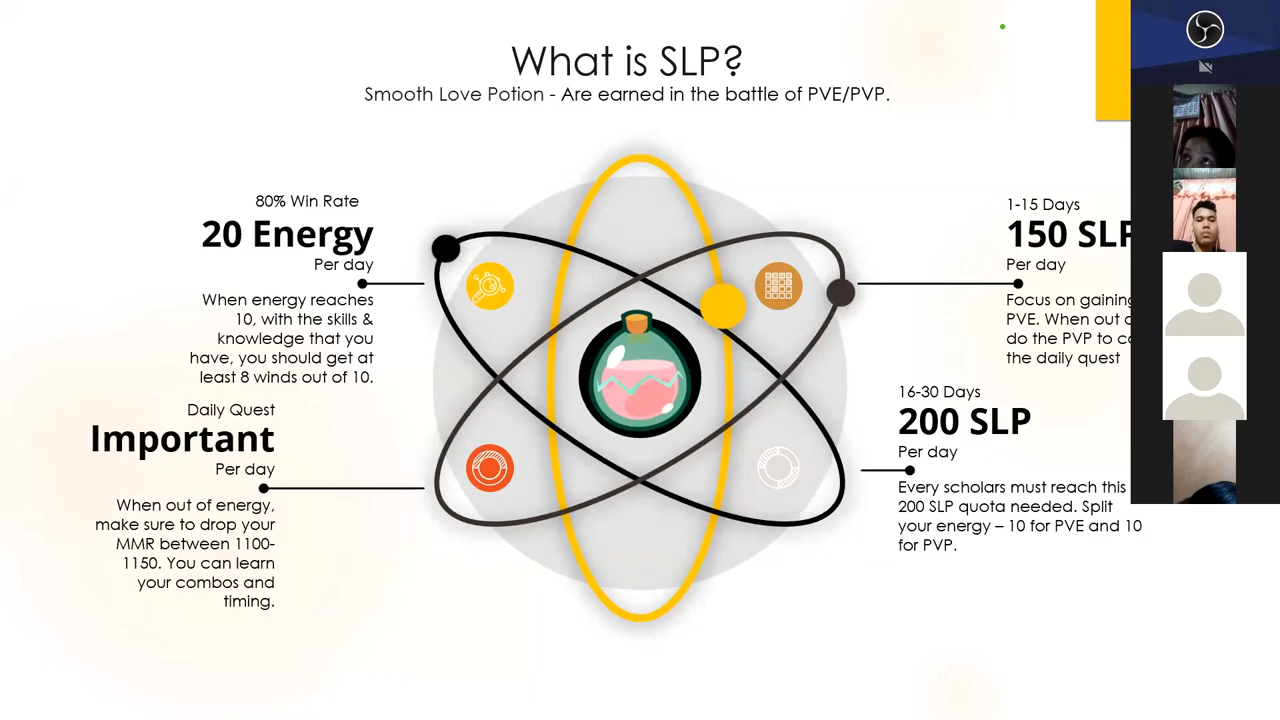 What is SLP?
Smooth Love Potion - Are earned in the battle of PVE/PVP.
80% Win Rate
20 Energy
Per day
When energy reaches
10, with the skills &
knowledge that you
have, you should get at
least 8 winds out of 10.
Daily Quest
Important
Per day
When out of energy,
make sure to drop your
MMR between 1100-
1150. You can learn
your combos and
timing.
1-15 Days
150 SLP
Per day
Focus on gaining
PVE. When out
do the PVP to
the daily quest
16-30 Days
200 SLP
Per day
Every scholars must reach this
200 SLP quota needed. Split
your energy – 10 for PVE and 10
for PVP.